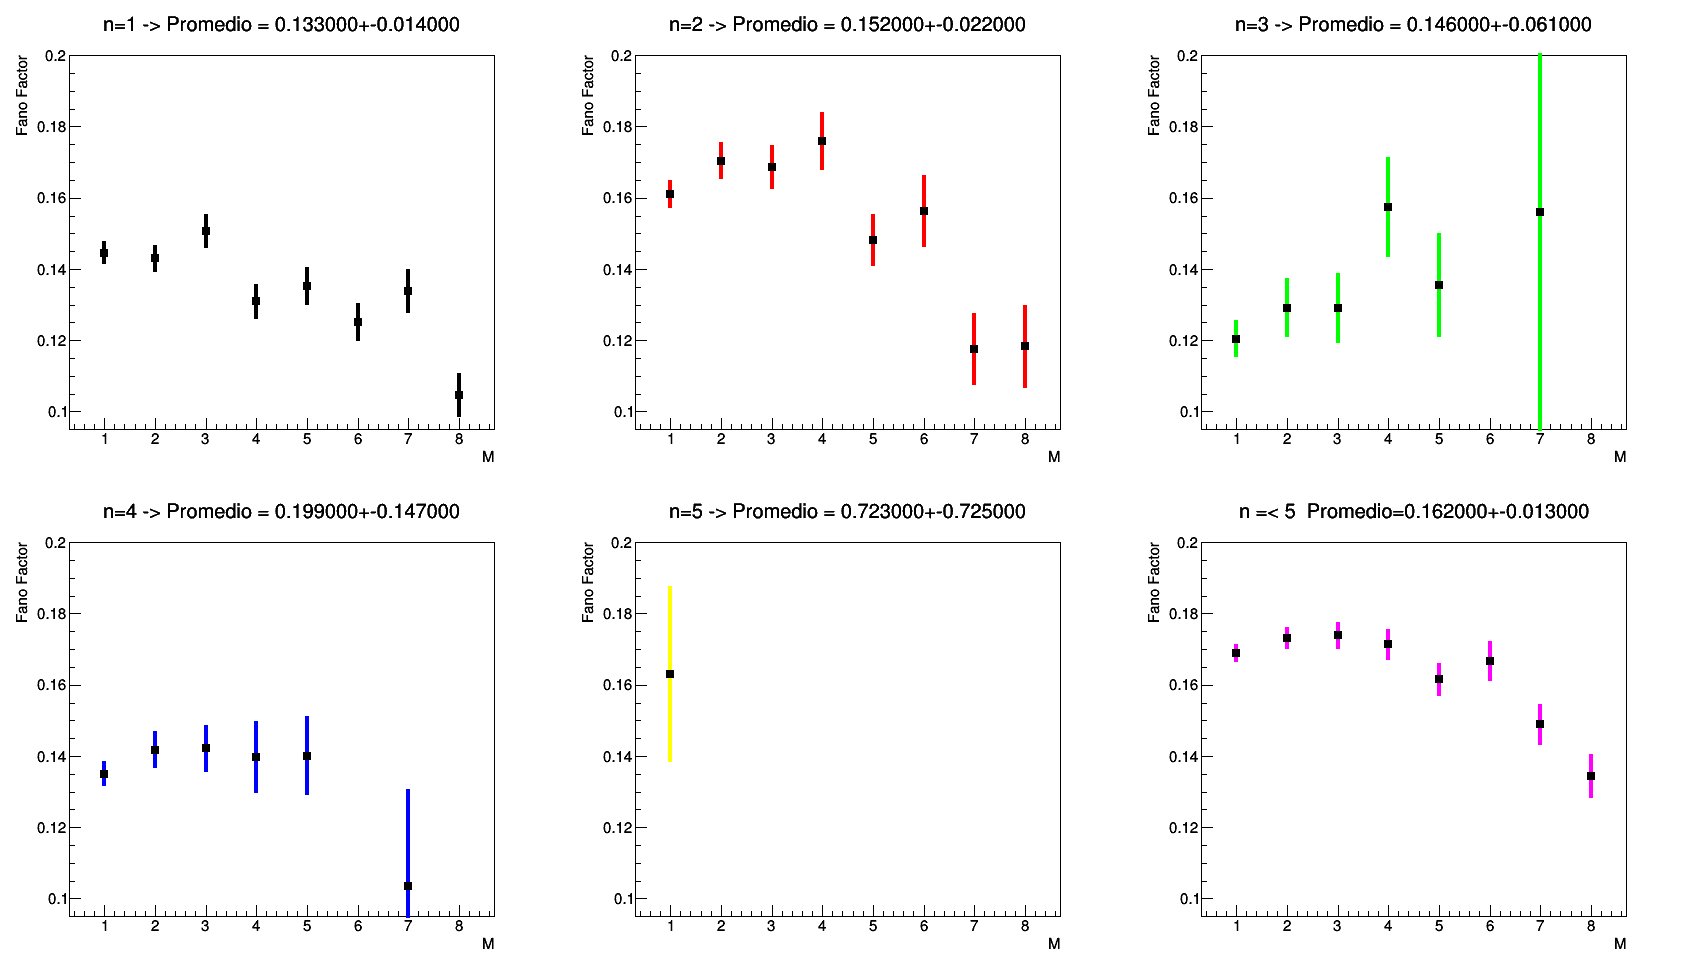 n=1 -> Promedio = 0.133000+-0.014000
Fano Factor
0.2
0.18
0.16
0.14
0.12
0.1
1 2 3 4 5 6 7 8
M
n=2 -> Promedio = 0.152000+-0.022000
Fano Factor
0.2
0.18
0.16
0.14
0.12
0.1
1 2 3 4 5 6 7 8
M
n=3 -> Promedio = 0.146000+-0.061000
Fano Factor
0.2
0.18
0.16
0.14
0.12
0.1
1 2 3 4 5 6 7 8
M
n=4 -> Promedio = 0.199000+-0.147000
Fano Factor
0.2
0.18
0.16
0.14
0.12
0.1
1 2 3 4 5 6 7 8
M
n=5 -> Promedio = 0.723000+-0.725000
Fano Factor
0.2
0.18
0.16
0.14
0.12
0.1
1 2 3 4 5 6 7 8
M
n =< 5 Promedio=0.162000+-0.013000
Fano Factor
0.2
0.18
0.16
0.14
0.12
0.1
1 2 3 4 5 6 7 8
M